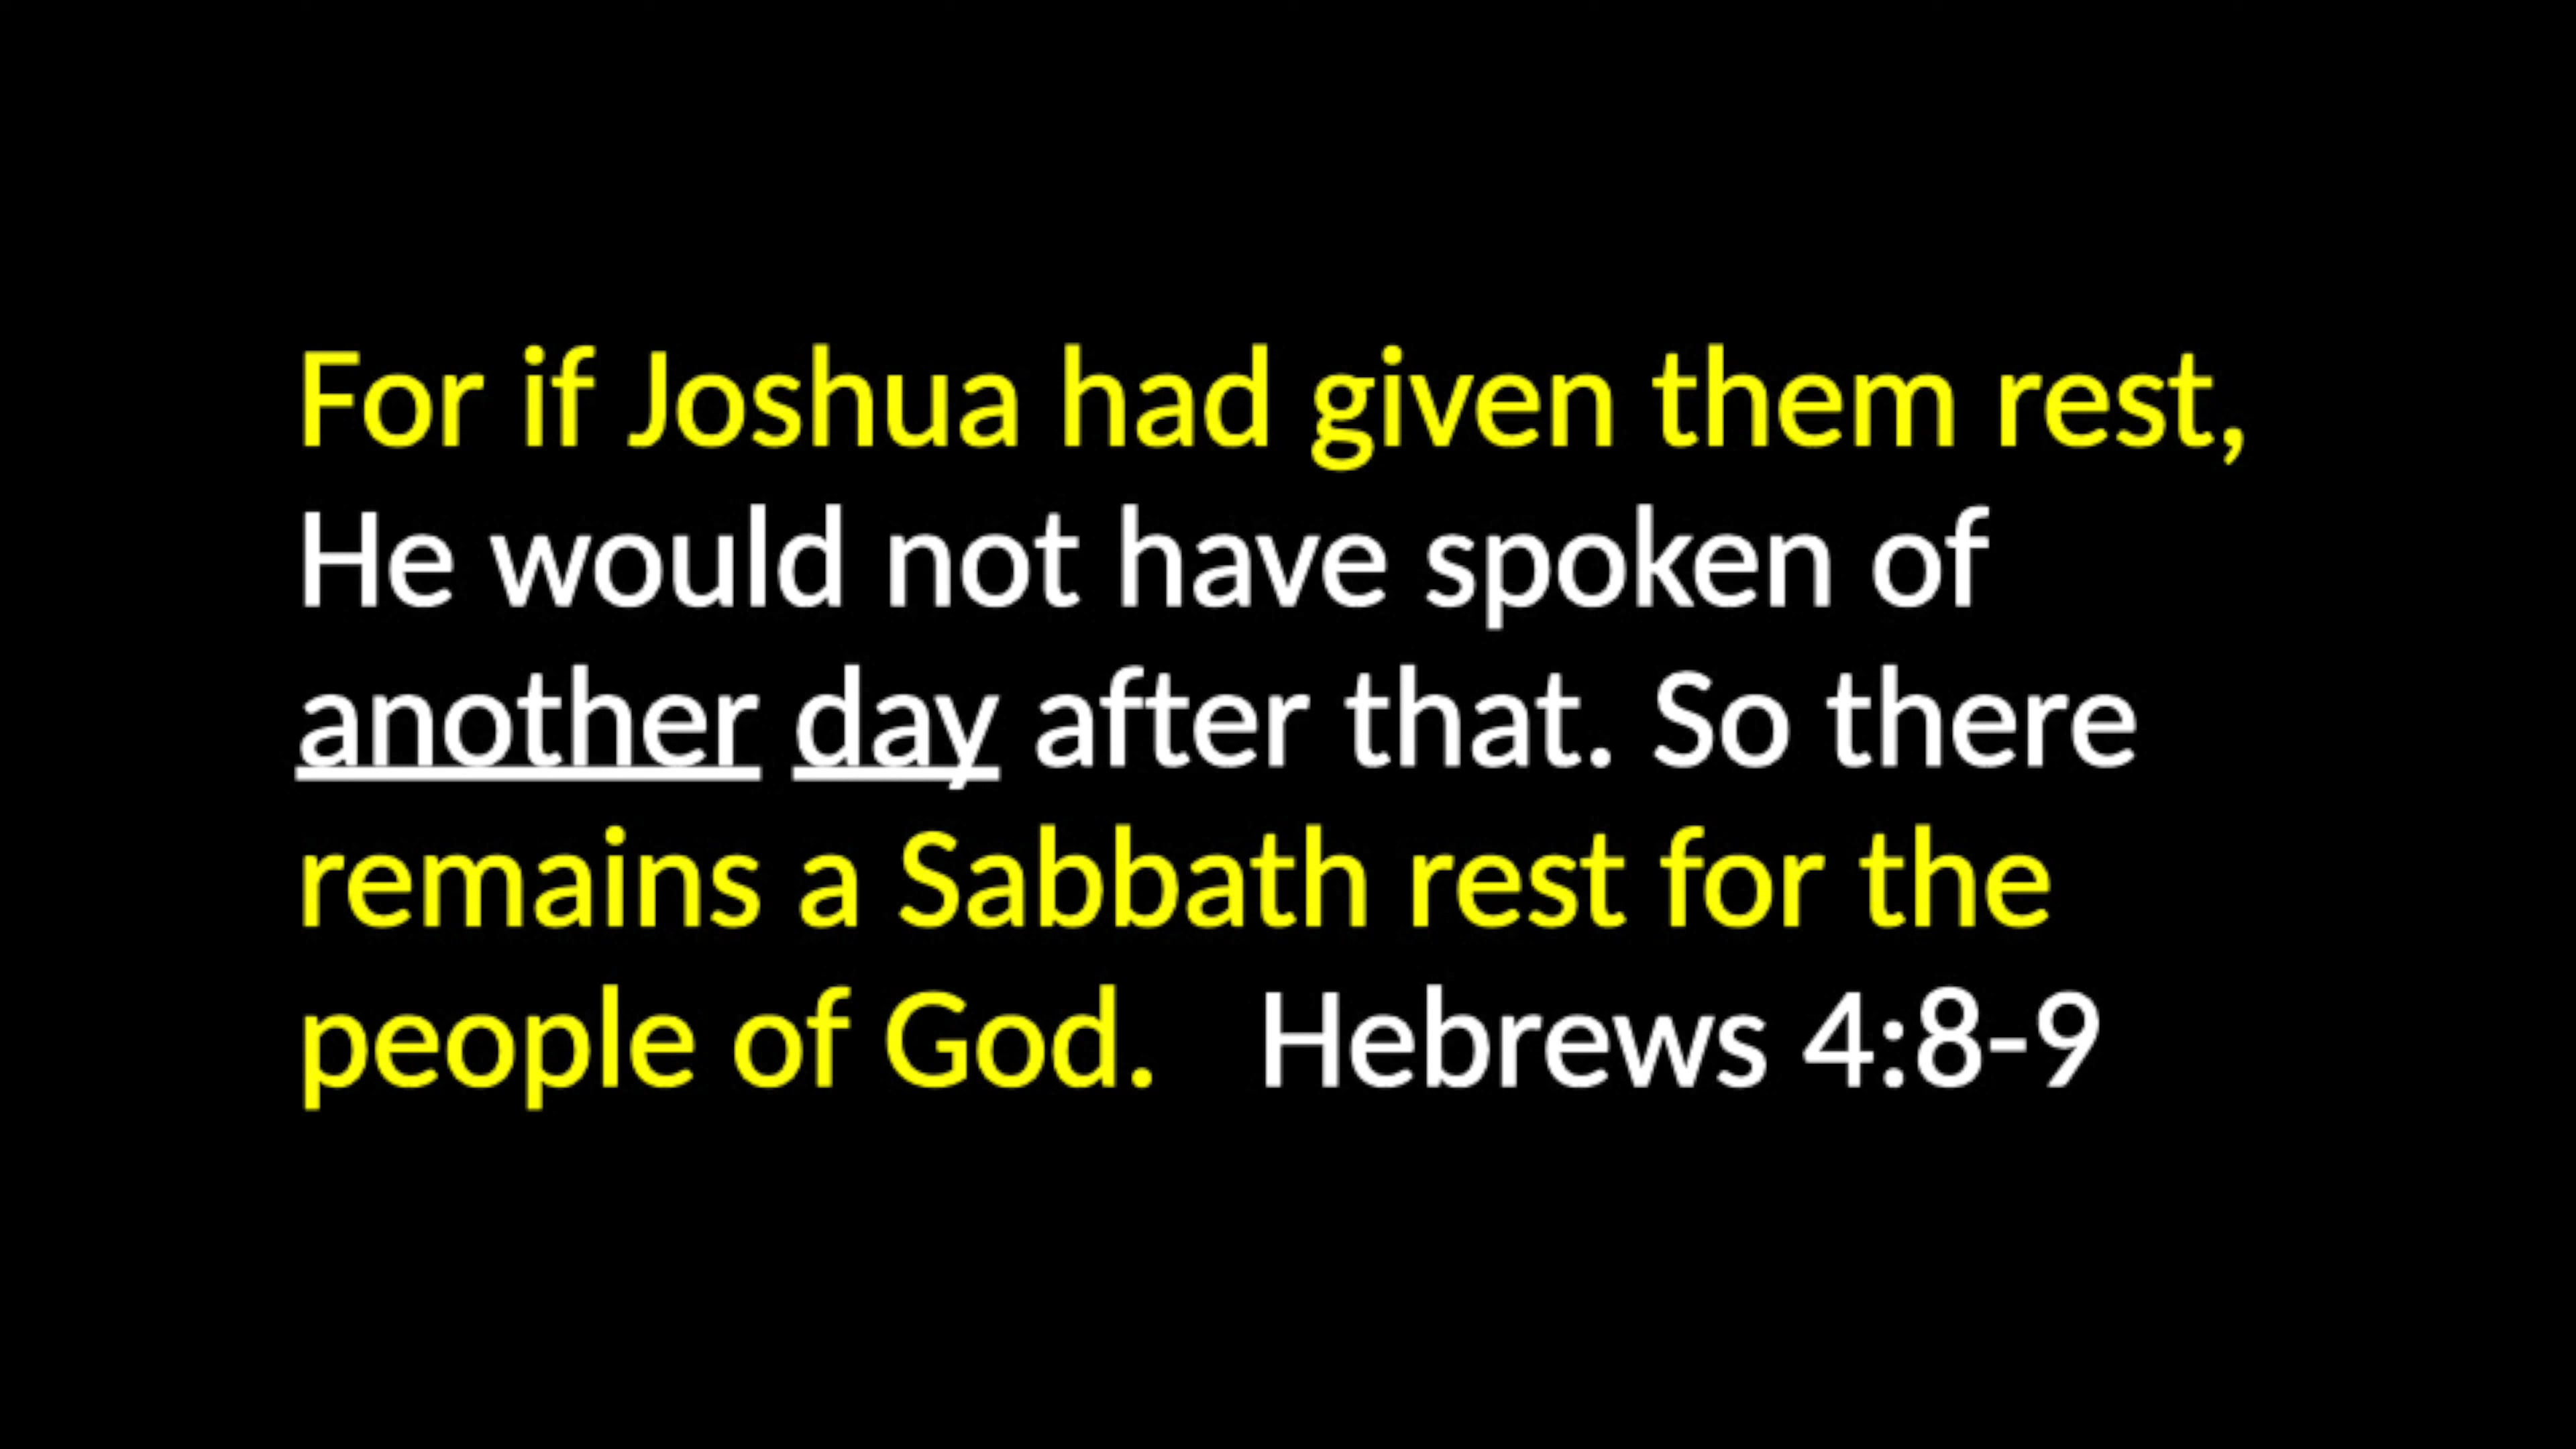 For if Joshua had given them rest,
He would not have spoken of
another day after that. So there
remains a Sabbath rest for the
people of God. Hebrews 4:8-9